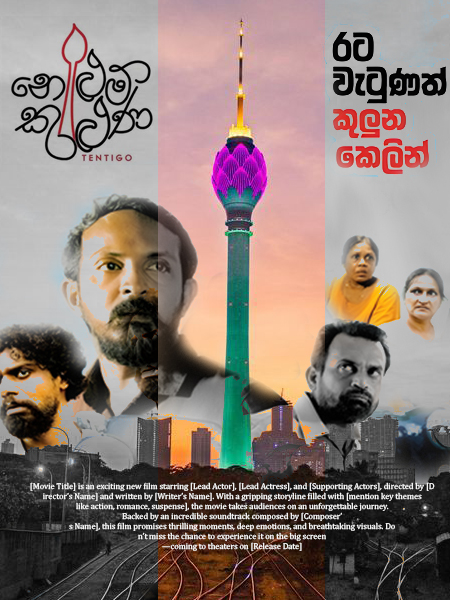 නොමියෙන
කුලුණ
TENTIGO
රට
වැටුණත්
කුලුන
කෙලින්
[Movie Title] is an exciting new film starring [Lead Actor], [Lead Actress], and [Supporting Actors], directed by [D
irector's Name] and written by [Writer's Name]. With a gripping storyline filled with [mention key themes
like action, romance, suspense], the movie takes audiences on an unforgettable journey.
Backed by an incredible soundtrack composed by [Composer'
s Name], this film promises thrilling moments, deep emotions, and breathtaking visuals. Do
n't miss the chance to experience it on the big screen
—coming to theaters on [Release Date]